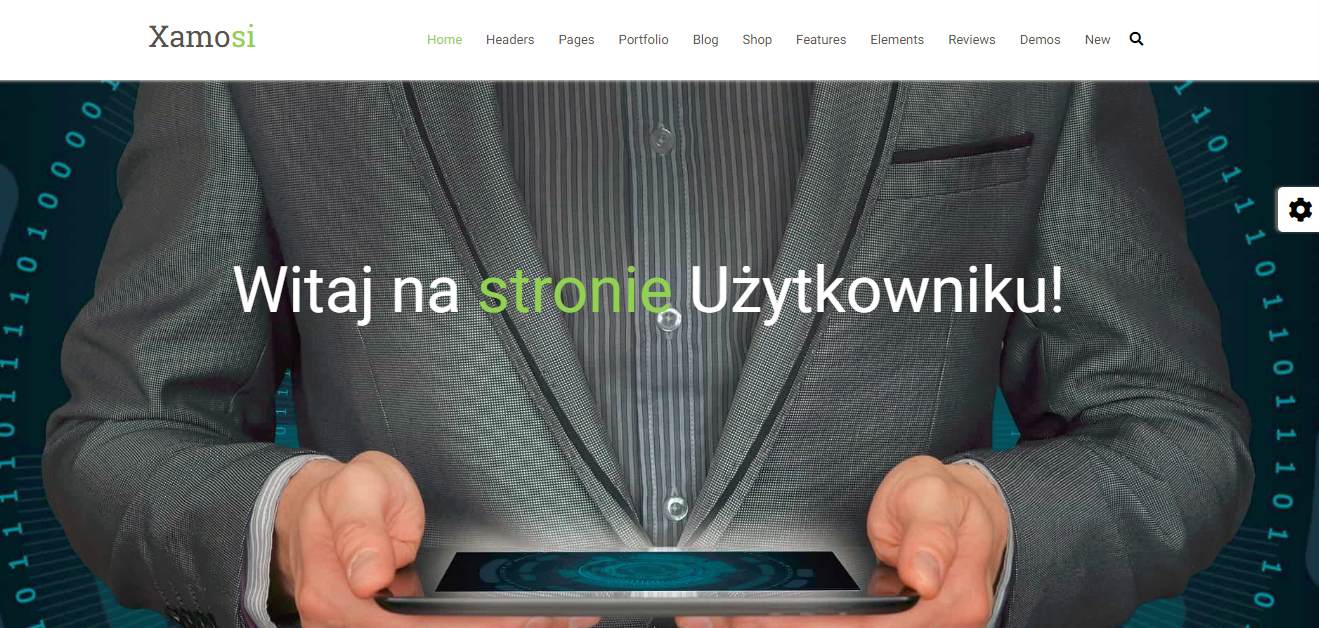 Xamosi
Home Headers Pages Portfolio Blog Shop Features Elements Reviews Demos New
Witaj na stronie Użytkowniku!